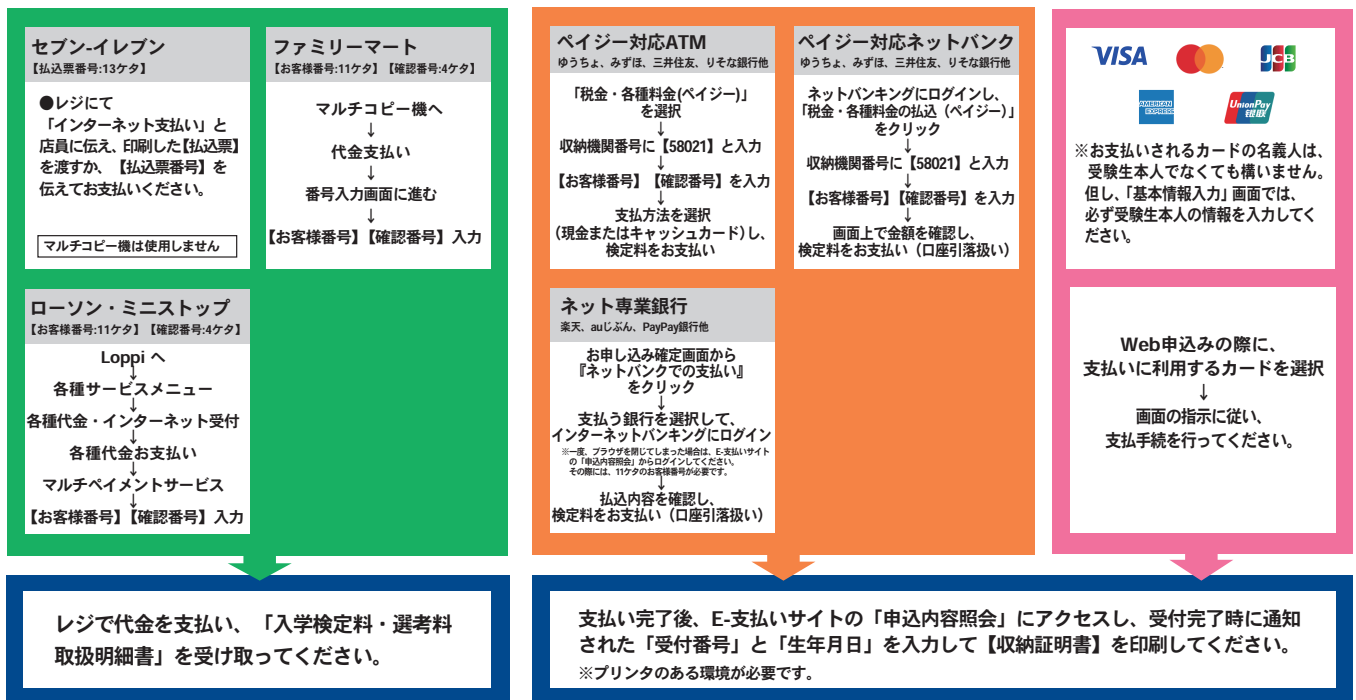 セブン-イレブン
【払込票番号:13ケタ】
●レジにて
「インターネット支払い」と
店員に伝え、印刷した【払込票】
を渡すか、【払込票番号】を
伝えてお支払いください。
マルチコピー機は使用しません
ファミリーマート
【お客様番号:11ケタ】【確認番号:4ケタ】
マルチコピー機へ
↓
代金支払い
↓
番号入力画面に進む
↓
【お客様番号】【確認番号】入力
ローソン・ミニストップ
【お客様番号:11ケタ】【確認番号:4ケタ】
Loppi へ
↓
各種サービスメニュー
↓
各種代金・インターネット受付
↓
各種代金お支払い
↓
マルチペイメントサービス
↓
【お客様番号】【確認番号】入力
ペイジー対応ATM
ゆうちょ、みずほ、三井住友、りそな銀行他
「税金・各種料金(ペイジー)」
を選択
↓
収納機関番号に【58021】と入力
↓
【お客様番号】【確認番号】を入力
↓
支払方法を選択
(現金またはキャッシュカード)し、
検定料をお支払い
ペイジー対応ネットバンク
ゆうちょ、みずほ、三井住友、りそな銀行他
ネットバンキングにログインし、
「税金・各種料金の払込（ペイジー）」
をクリック
↓
収納機関番号に【58021】と入力
↓
【お客様番号】【確認番号】を入力
↓
画面上で金額を確認し、
検定料をお支払い（口座引落扱い）
ネット専業銀行
楽天、auじぶん、PayPay銀行他
お申し込み確定画面から
『ネットバンクでの支払い』
をクリック
↓
支払う銀行を選択して、
インターネットバンキングにログイン
※一度、ブラウザを閉じてしまった場合は、E-支払いサイト
の「申込内容照会」からログインしてください。
その際には、11ケタのお客様番号が必要です。
↓
払込内容を確認し、
検定料をお支払い（口座引落扱い）
VISA
JCB
AMERICAN
EXPRESS
UnionPay
银联
※お支払いされるカードの名義人は、
受験生本人でなくても構いません。
但し、「基本情報入力」画面では、
必ず受験生本人の情報を入力してく
ださい。
Web申込みの際に、
支払いに利用するカードを選択
↓
画面の指示に従い、
支払手続を行ってください。
レジで代金を支払い、「入学検定料・選考料
取扱明細書」を受け取ってください。
支払い完了後、E-支払いサイトの「申込内容照会」にアクセスし、受付完了時に通知
された「受付番号」と「生年月日」を入力して【収納証明書】を印刷してください。
※プリンタのある環境が必要です。